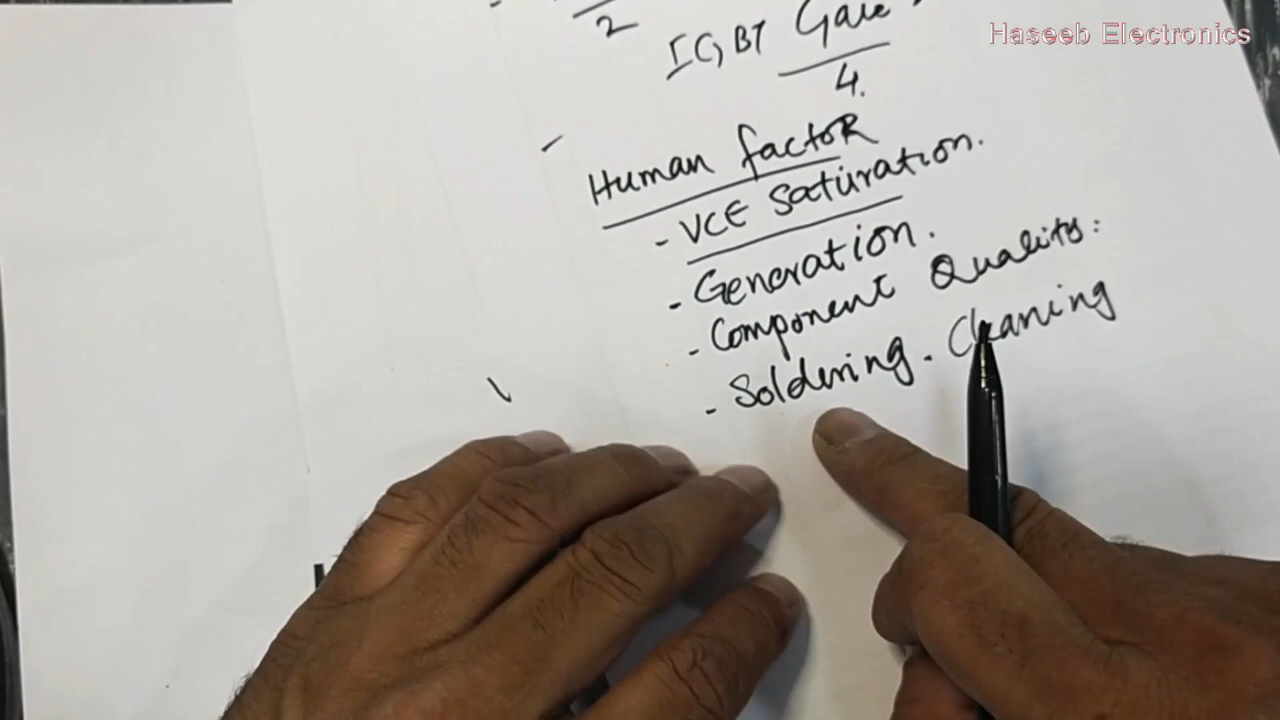 Haseeb Electronics
2
IGBT Gate
4.
Human factoR
- VCE Saturation.
- Generation.
- Component Quality:
- Soldering. Cleaning